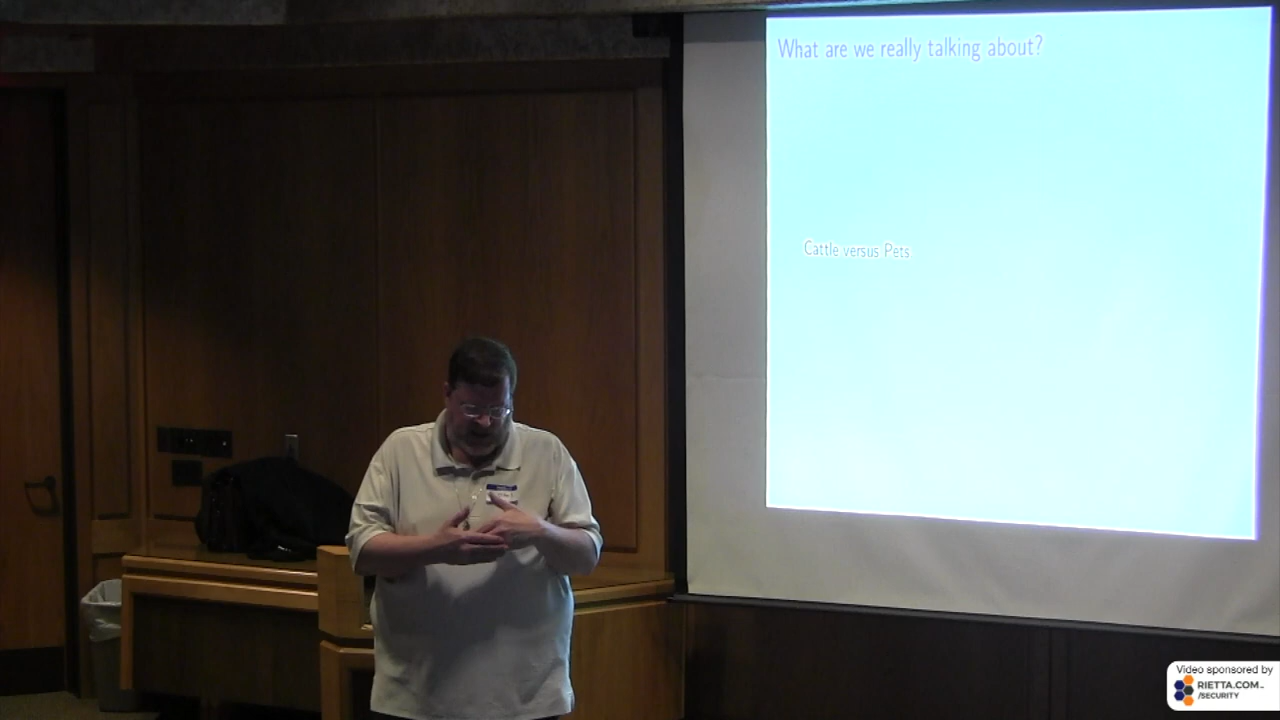 What are we really talking about?
Cattle versus Pets
Video sponsored by
RIETTA.COM
/SECURITY